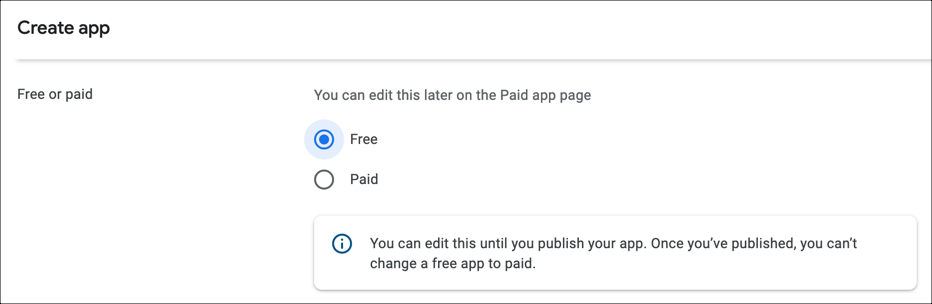 Create app
Free or paid
You can edit this later on the Paid app page
Free
Paid
You can edit this until you publish your app. Once you’ve published, you can’t
change a free app to paid.